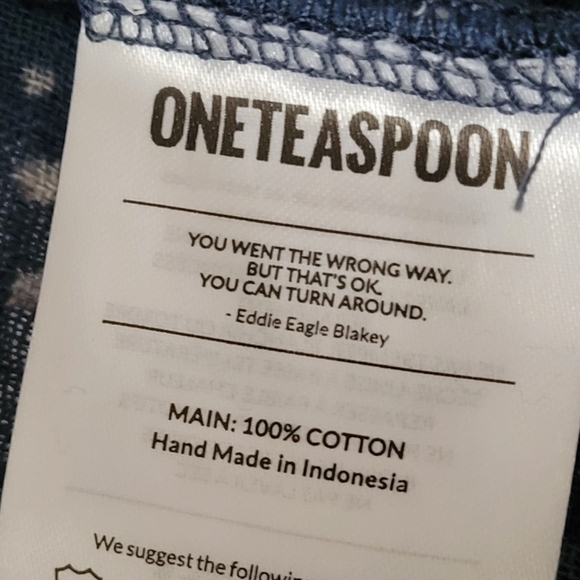 ONETEASPOON
YOU WENT THE WRONG WAY.
BUT THAT'S OK.
YOU CAN TURN AROUND.
- Eddie Eagle Blakey
MAIN: 100% COTTON
Hand Made in Indonesia
We suggest the